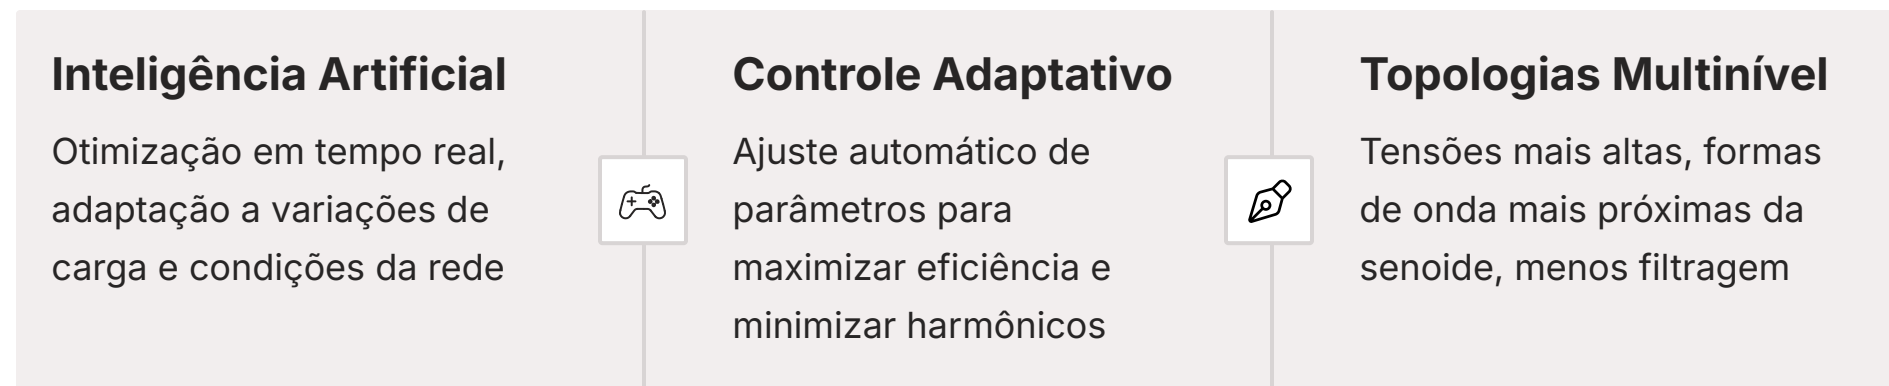 Inteligência Artificial
Otimização em tempo real,
adaptação a variações de
carga e condições da rede
Controle Adaptativo
Ajuste automático de
parâmetros para
maximizar eficiência e
minimizar harmônicos
Topologias Multinível
Tensões mais altas, formas
de onda mais próximas da
senoide, menos filtragem